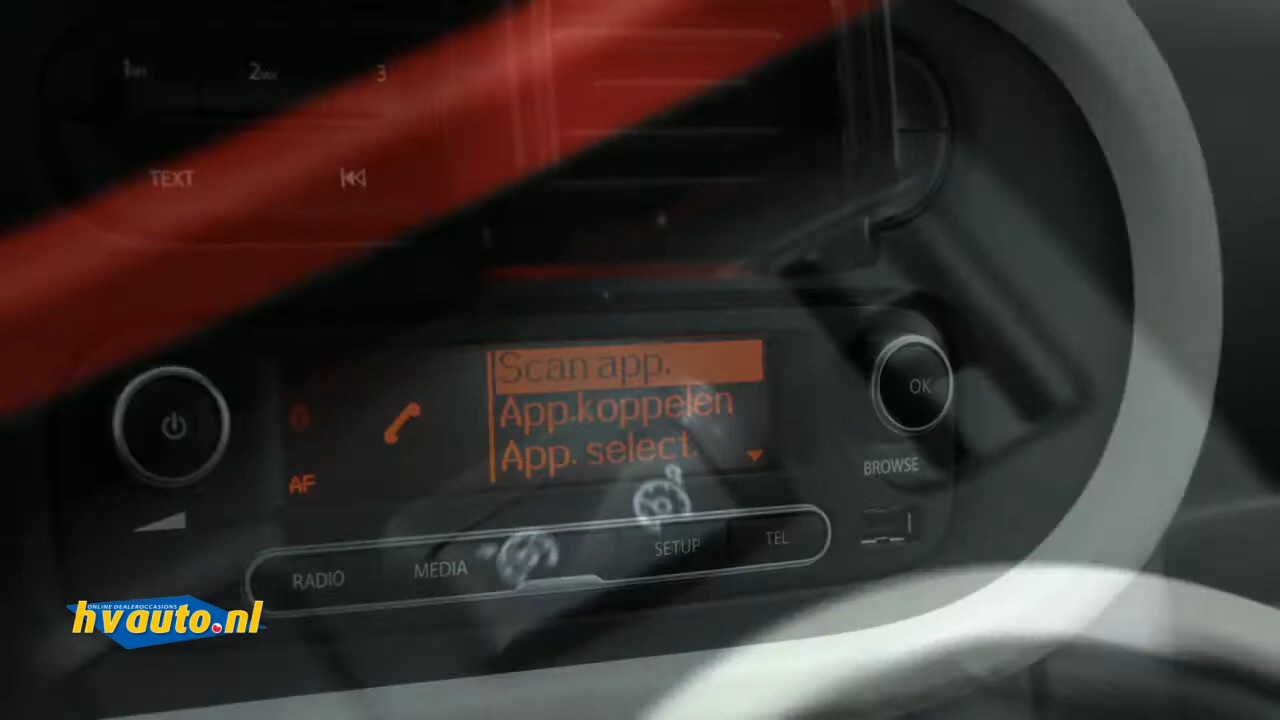 1
2
3
TEXT
Scan app.
App.koppelen
App. select.
AF
OK
BROWSE
RADIO
MEDIA
SETUP
TEL
ONLINE DEALEROCCASIONS
hvauto.nl